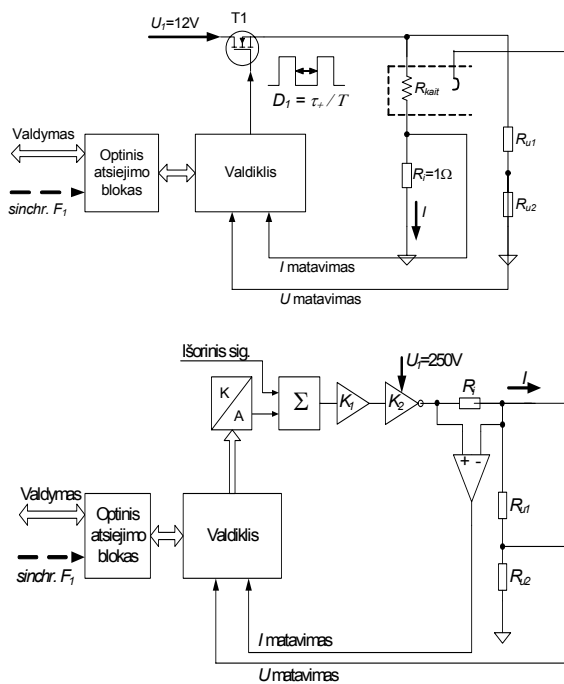 U₁=12V
T1
D₁ = τ₊ / T
Rkait
Ru1
Valdymas
Optinis
atsiejimo
blokas
Valdiklis
Ri=1Ω
sinchr. F₁
I
Ru2
I matavimas
U matavimas
Išorinis sig.
U₁=250V
K
A
Σ
K₁
K₂
Ri
I
+ -
Valdymas
Optinis
atsiejimo
blokas
Valdiklis
Ru1
sinchr. F₁
Ru2
I matavimas
U matavimas